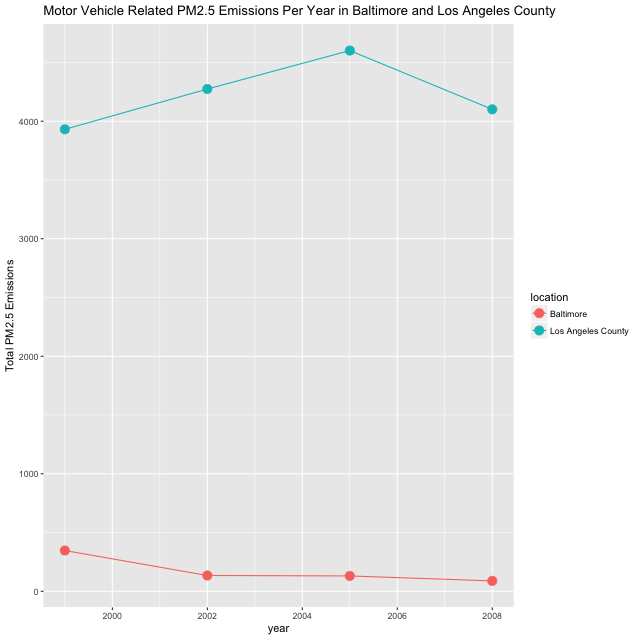 Motor Vehicle Related PM2.5 Emissions Per Year in Baltimore and Los Angeles County
Total PM2.5 Emissions
4000
3000
2000
1000
0
2000
2002
2004
2006
2008
year
location
Baltimore
Los Angeles County